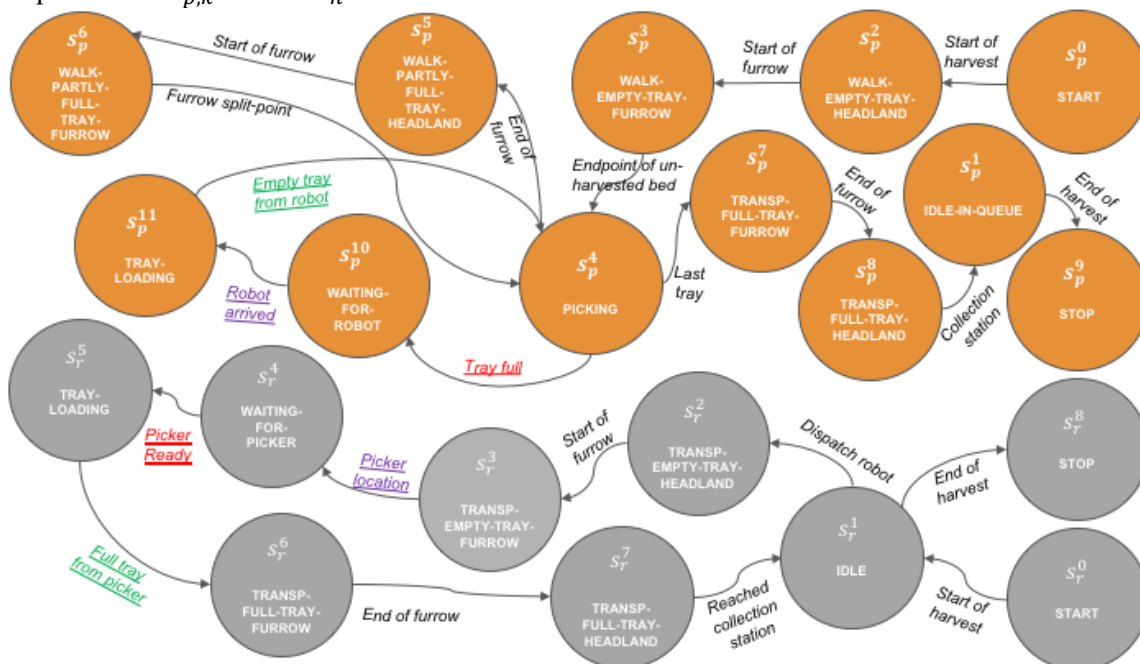 S_p^6
WALK-
PARTLY-
FULL-
TRAY-
FURROW
Start of furrow
Furrow split-point
S_p^5
WALK-
PARTLY-
FULL-
TRAY-
HEADLAND
End of
furrow
S_p^3
WALK-
EMPTY-TRAY-
FURROW
Start of
furrow
S_p^2
WALK-
EMPTY-TRAY-
HEADLAND
Start of
harvest
S_p^0
START
Endpoint of un-
harvested bed
S_p^7
TRANSP-
FULL-TRAY-
FURROW
End of
furrow
S_p^1
IDLE-IN-QUEUE
End of
harvest
S_p^11
TRAY-
LOADING
Empty tray
from robot
S_p^10
WAITING-
FOR-
ROBOT
Robot
arrived
S_p^4
PICKING
Last
tray
S_p^8
TRANSP-
FULL-TRAY-
HEADLAND
Collection
station
S_p^9
STOP
Tray full
S_r^5
TRAY-
LOADING
Picker
Ready
S_r^4
WAITING-
FOR-
PICKER
Picker
location
S_r^3
TRANSP-
EMPTY-TRAY-
FURROW
Start of
furrow
S_r^2
TRANSP-
EMPTY-TRAY-
HEADLAND
Dispatch robot
End of
harvest
S_r^8
STOP
Full tray
from picker
S_r^6
TRANSP-
FULL-TRAY-
FURROW
End of furrow
S_r^7
TRANSP-
FULL-TRAY-
HEADLAND
Reached
collection
station
S_r^1
IDLE
Start of
harvest
S_r^0
START